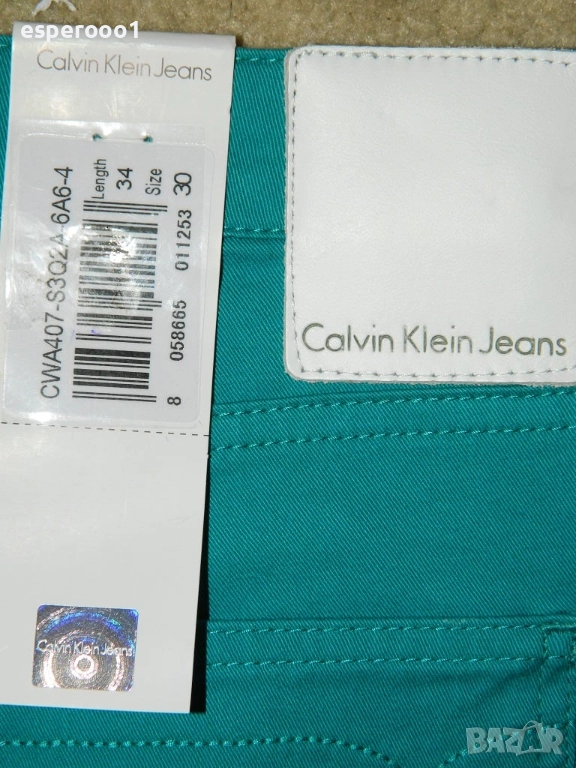 esperooo1
Calvin Klein Jeans
CWA407-S3Q2A-6A6-4
Length
34
Size
30
8 058665 011253
Calvin Klein Jeans
Calvin Klein Jeans
BAZAR